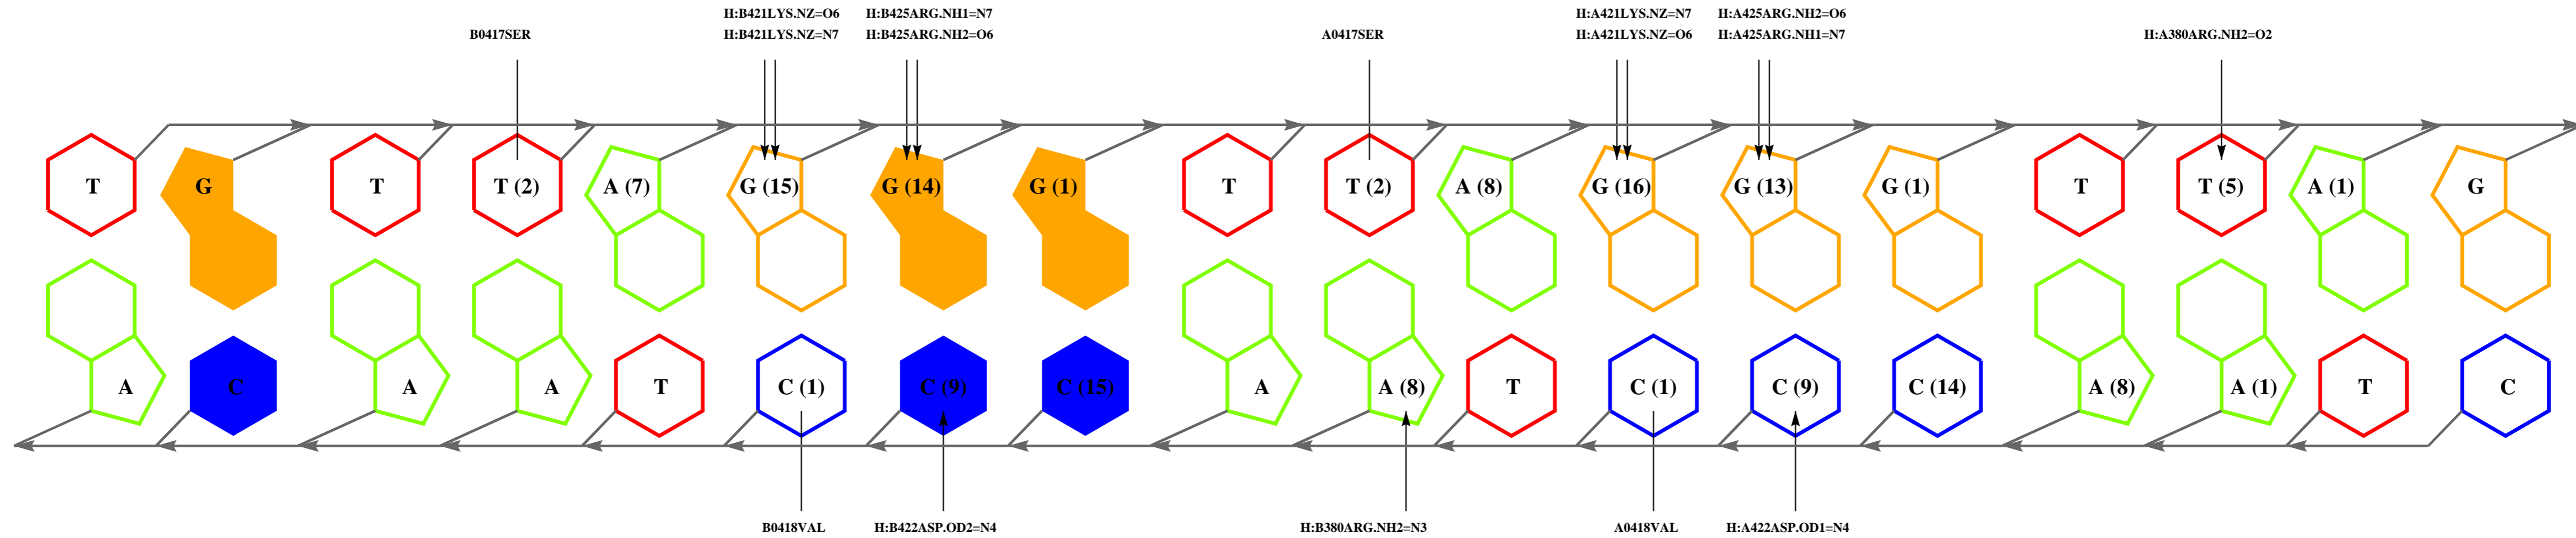 H:B421LYS.NZ=O6 H:B425ARG.NH1=N7 H:A421LYS.NZ=N7 H:A425ARG.NH2=O6
B0417SER H:B421LYS.NZ=N7 H:B425ARG.NH2=O6 A0417SER H:A421LYS.NZ=O6 H:A425ARG.NH1=N7 H:A380ARG.NH2=O2
T G T T (2) A (7) G (15) G (14) G (1) T T (2) A (8) G (16) G (13) G (1) T T (5) A (1) G
A C A A T C (1) C (9) C (15) A A (8) T C (1) C (9) C (14) A (8) A (1) T C
B0418VAL H:B422ASP.OD2=N4 H:B380ARG.NH2=N3 A0418VAL H:A422ASP.OD1=N4